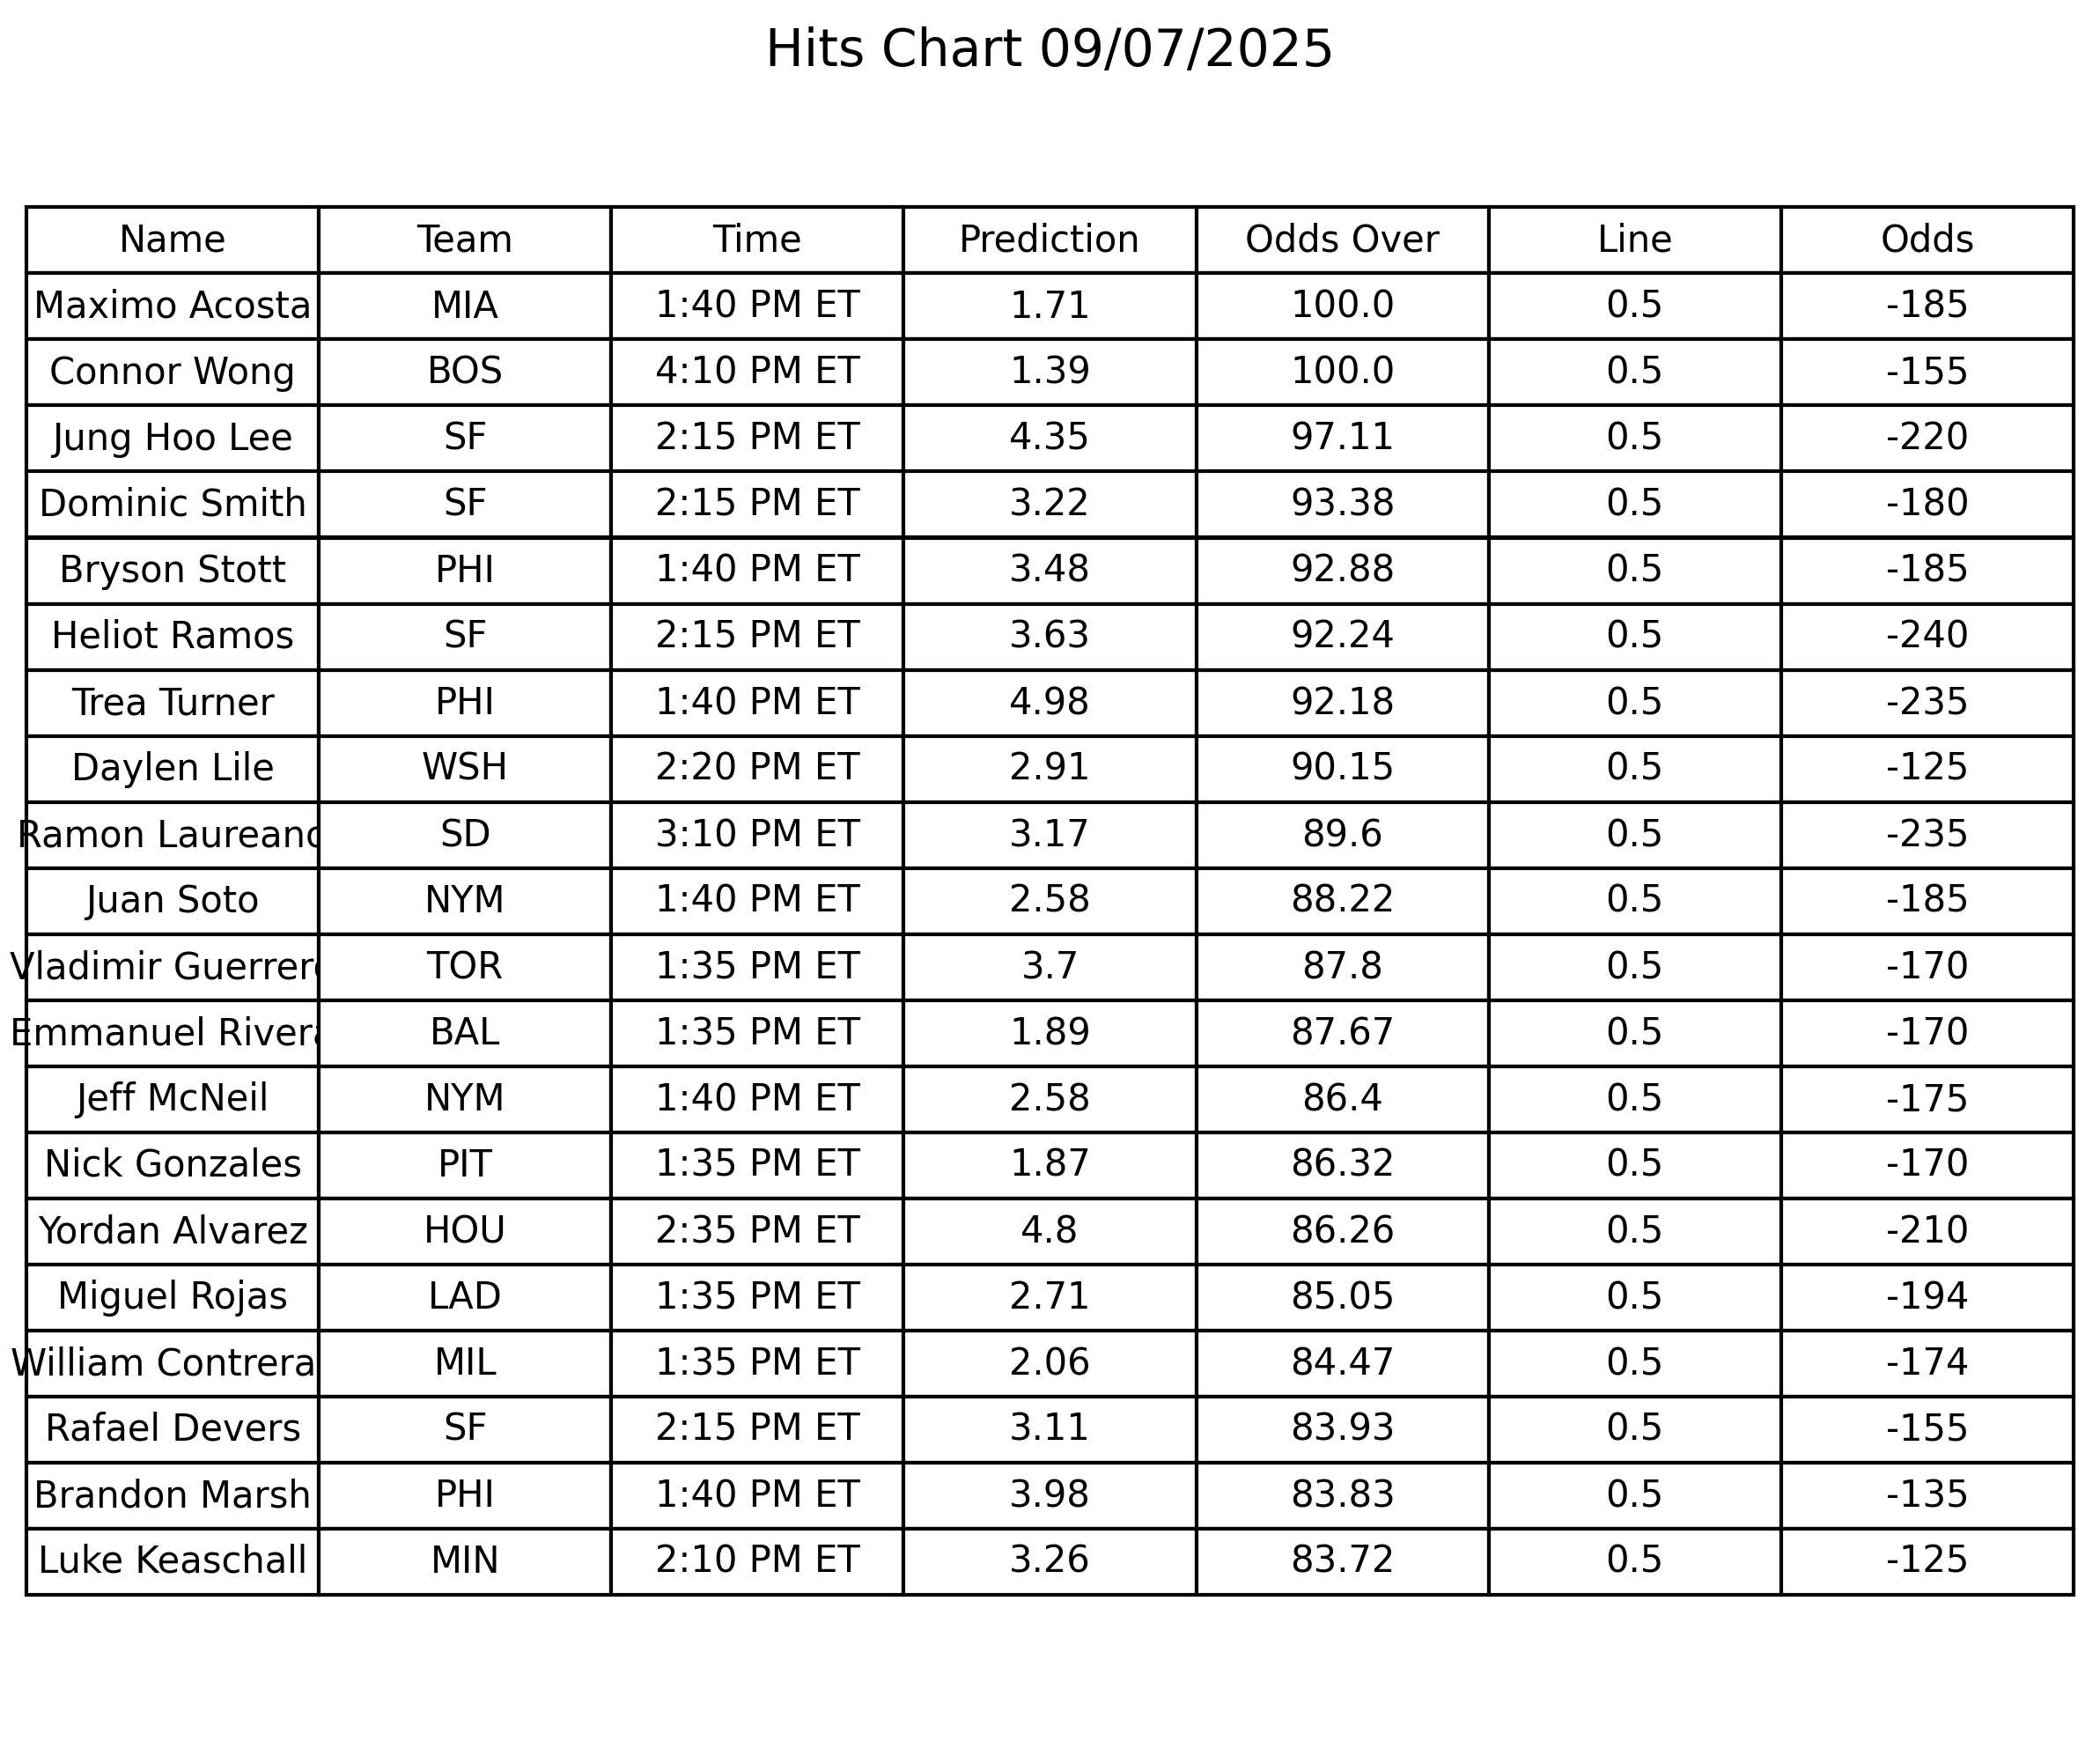 Hits Chart 09/07/2025
Name Team Time Prediction Odds Over Line Odds
Maximo Acosta MIA 1:40 PM ET 1.71 100.0 0.5 -185
Connor Wong BOS 4:10 PM ET 1.39 100.0 0.5 -155
Jung Hoo Lee SF 2:15 PM ET 4.35 97.11 0.5 -220
Dominic Smith SF 2:15 PM ET 3.22 93.38 0.5 -180
Bryson Stott PHI 1:40 PM ET 3.48 92.88 0.5 -185
Heliot Ramos SF 2:15 PM ET 3.63 92.24 0.5 -240
Trea Turner PHI 1:40 PM ET 4.98 92.18 0.5 -235
Daylen Lile WSH 2:20 PM ET 2.91 90.15 0.5 -125
Ramon Laureano SD 3:10 PM ET 3.17 89.6 0.5 -235
Juan Soto NYM 1:40 PM ET 2.58 88.22 0.5 -185
Vladimir Guerrero TOR 1:35 PM ET 3.7 87.8 0.5 -170
Emmanuel Rivera BAL 1:35 PM ET 1.89 87.67 0.5 -170
Jeff McNeil NYM 1:40 PM ET 2.58 86.4 0.5 -175
Nick Gonzales PIT 1:35 PM ET 1.87 86.32 0.5 -170
Yordan Alvarez HOU 2:35 PM ET 4.8 86.26 0.5 -210
Miguel Rojas LAD 1:35 PM ET 2.71 85.05 0.5 -194
William Contrera MIL 1:35 PM ET 2.06 84.47 0.5 -174
Rafael Devers SF 2:15 PM ET 3.11 83.93 0.5 -155
Brandon Marsh PHI 1:40 PM ET 3.98 83.83 0.5 -135
Luke Keaschall MIN 2:10 PM ET 3.26 83.72 0.5 -125